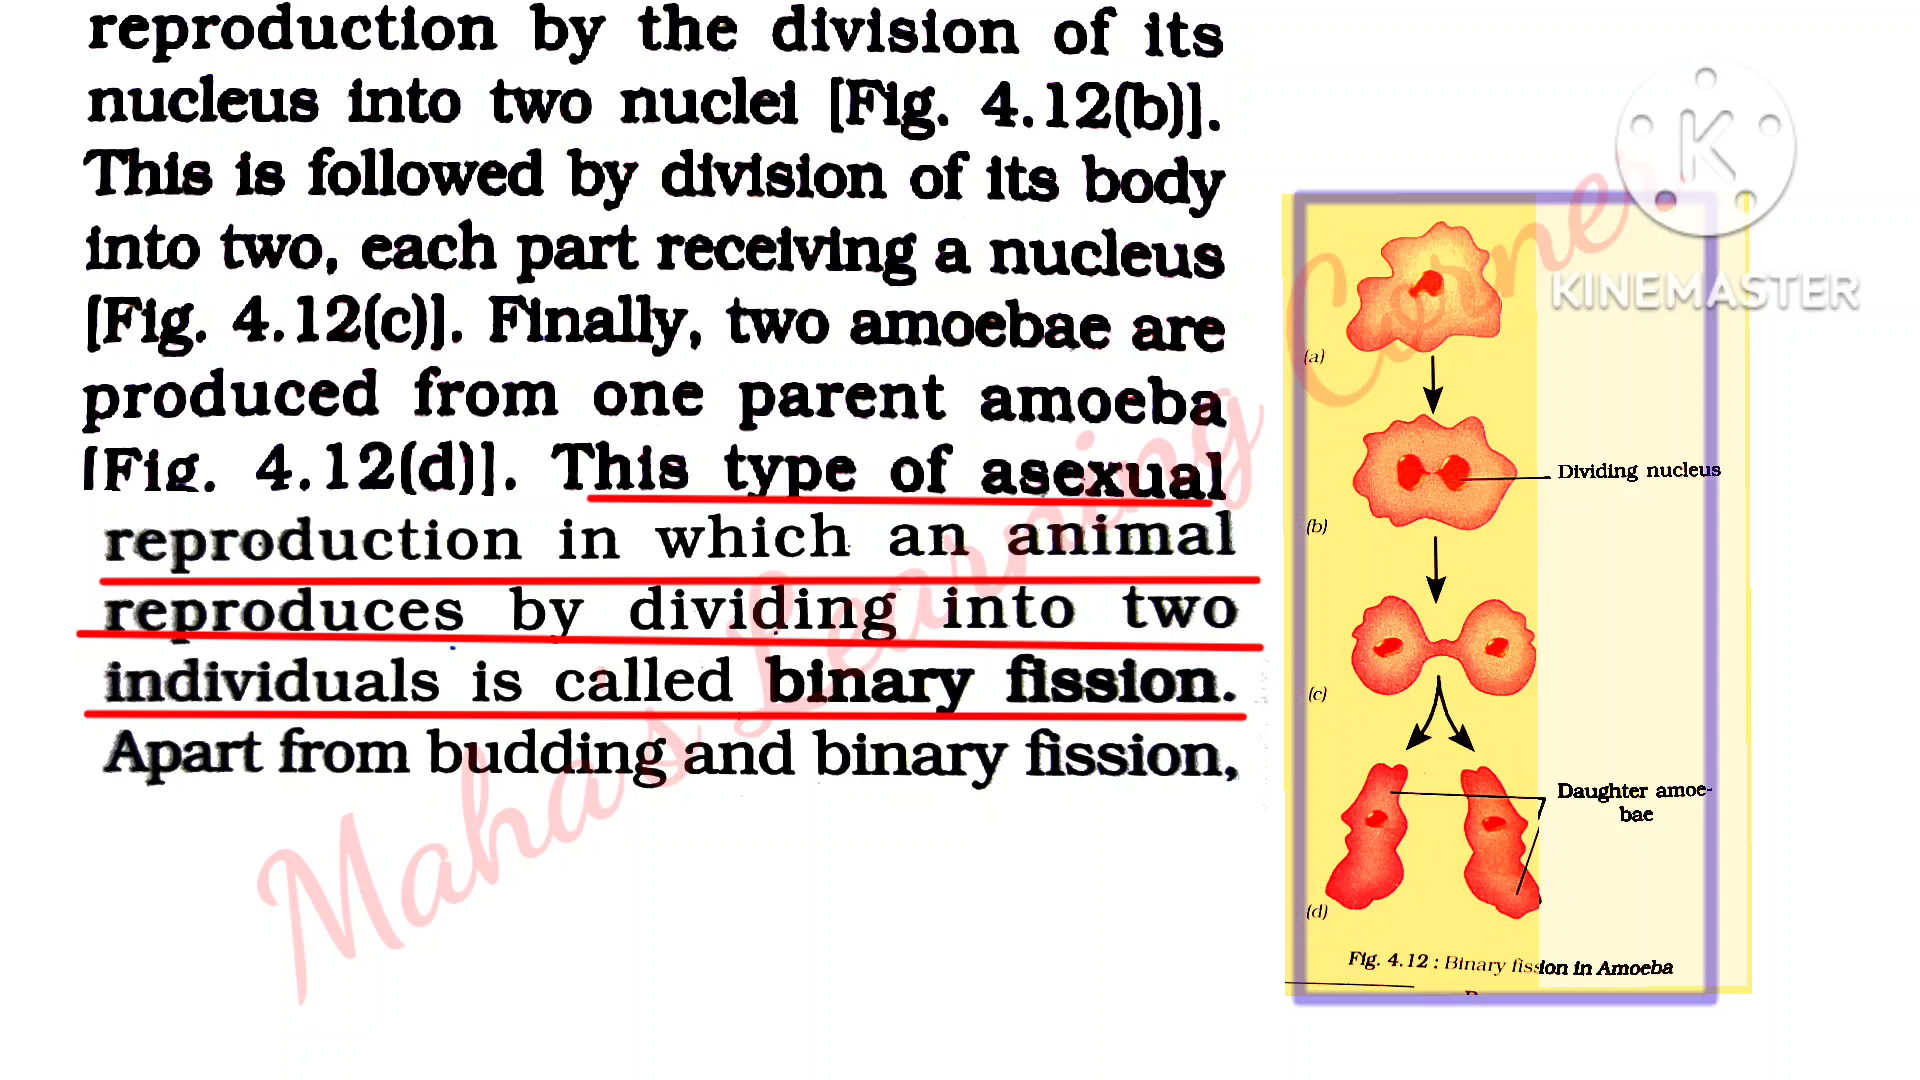 reproduction by the division of its
nucleus into two nuclei [Fig. 4.12(b)].
This is followed by division of its body
into two, each part receiving a nucleus
[Fig. 4.12(c)]. Finally, two amoebae are
produced from one parent amoeba
[Fig. 4.12(d)]. This type of asexual
reproduction in which an animal
reproduces by dividing into two
individuals is called binary fission.
Apart from budding and binary fission,
Maha's Learning Corner
K
KINEMASTER
(a)
Dividing nucleus
(b)
(c)
Daughter amoe-
bae
(d)
Fig. 4.12 : Binary fission in Amoeba